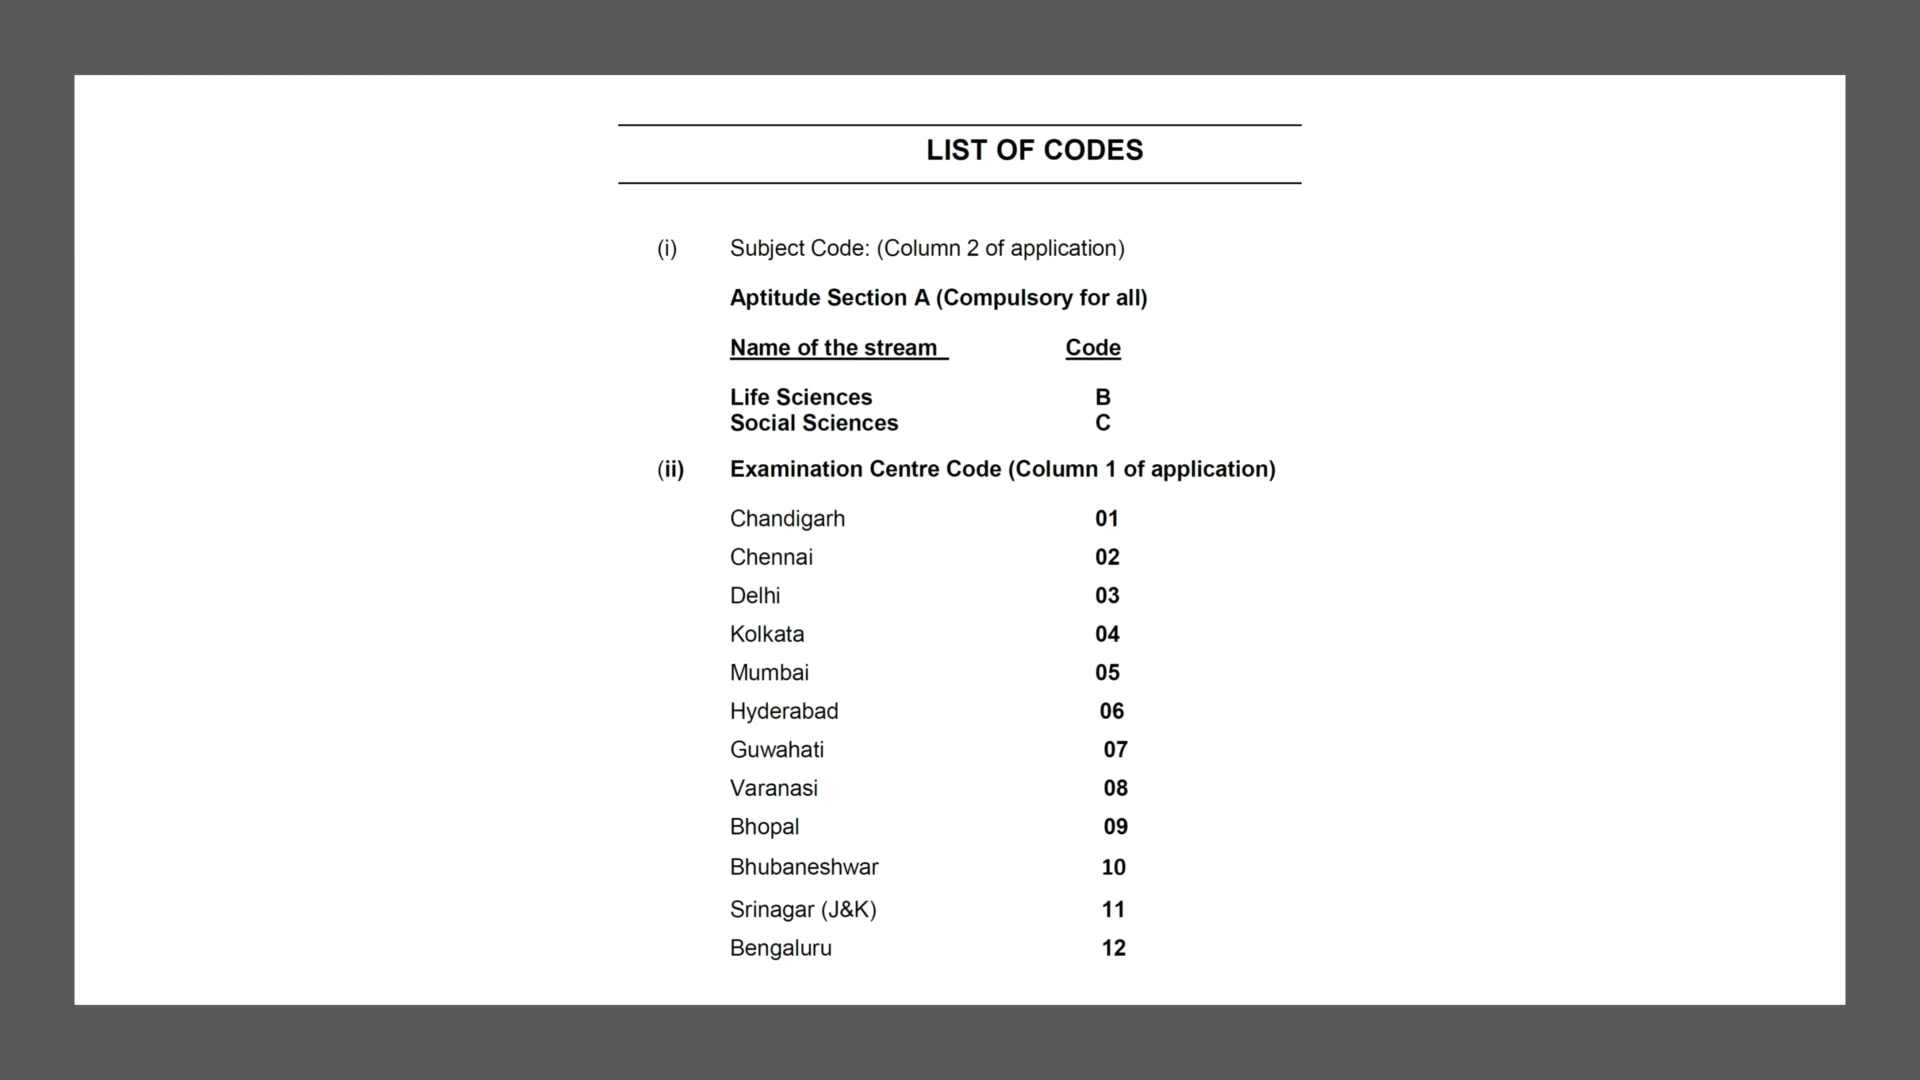 LIST OF CODES
(i) Subject Code: (Column 2 of application)
Aptitude Section A (Compulsory for all)
Name of the stream Code
Life Sciences B
Social Sciences C
(ii) Examination Centre Code (Column 1 of application)
Chandigarh 01
Chennai 02
Delhi 03
Kolkata 04
Mumbai 05
Hyderabad 06
Guwahati 07
Varanasi 08
Bhopal 09
Bhubaneshwar 10
Srinagar (J&K) 11
Bengaluru 12